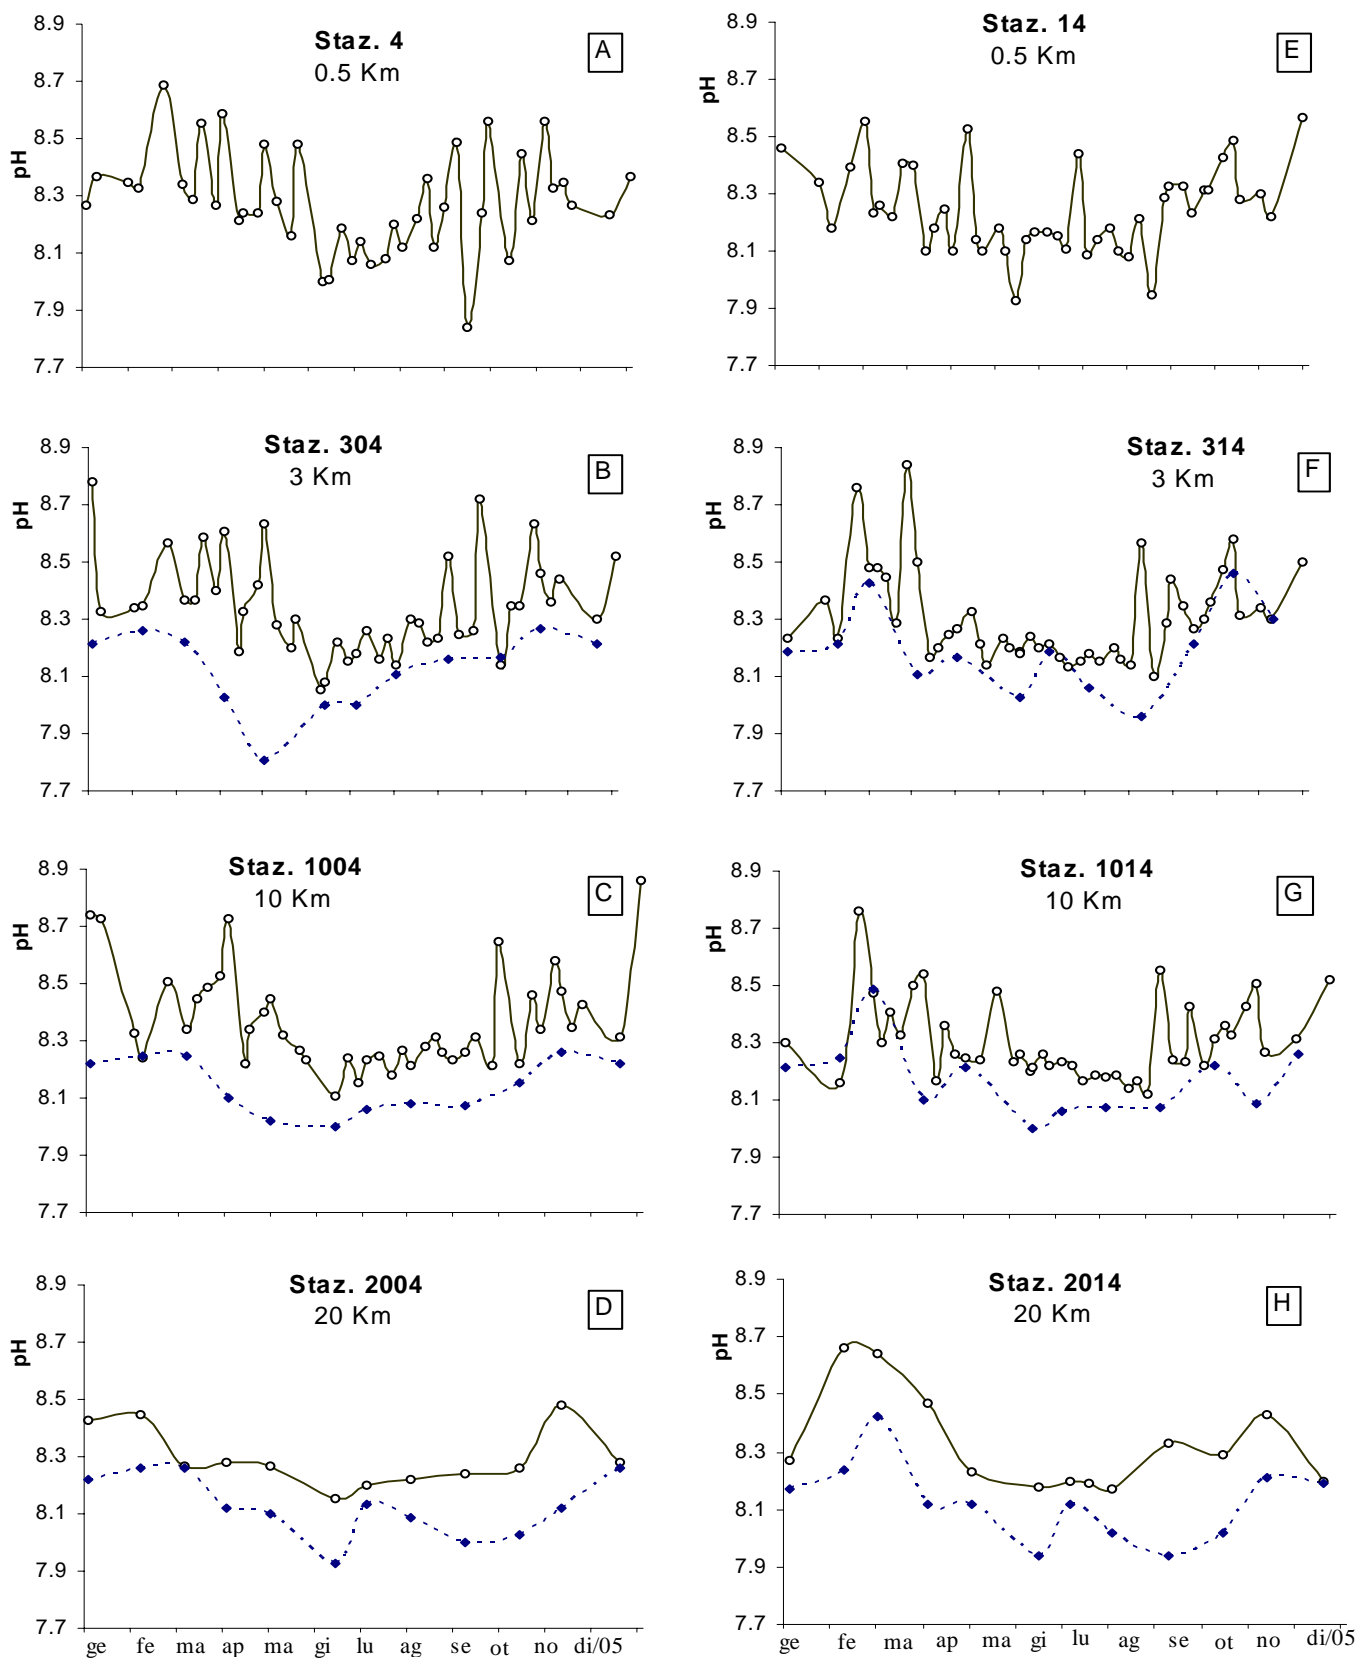 Staz. 4
0.5 Km
A
pH
8.9
8.7
8.5
8.3
8.1
7.9
7.7
Staz. 14
0.5 Km
E
pH
8.9
8.7
8.5
8.3
8.1
7.9
7.7
Staz. 304
3 Km
B
pH
8.9
8.7
8.5
8.3
8.1
7.9
7.7
Staz. 314
3 Km
F
pH
8.9
8.7
8.5
8.3
8.1
7.9
7.7
Staz. 1004
10 Km
C
pH
8.9
8.7
8.5
8.3
8.1
7.9
7.7
Staz. 1014
10 Km
G
pH
8.9
8.7
8.5
8.3
8.1
7.9
7.7
Staz. 2004
20 Km
D
pH
8.9
8.7
8.5
8.3
8.1
7.9
7.7
ge fe ma ap ma gi lu ag se ot no di/05
Staz. 2014
20 Km
H
pH
8.9
8.7
8.5
8.3
8.1
7.9
7.7
ge fe ma ap ma gi lu ag se ot no di/05